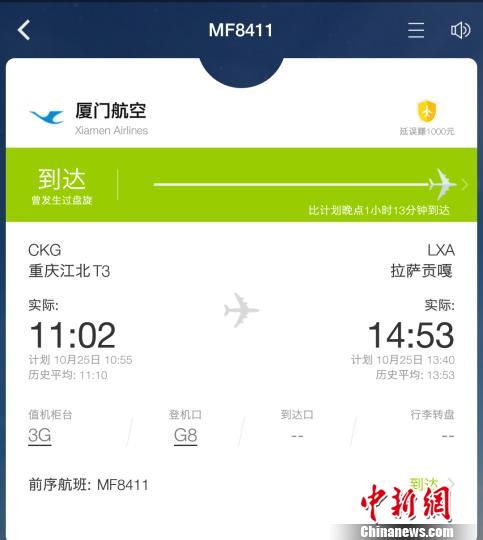 MF8411
厦门航空
Xiamen Airlines
延误赚1000元
到达
曾发生过盘旋
比计划晚点1小时13分钟到达
CKG
LXA
重庆江北T3
拉萨贡嘎
实际:
实际:
11:02
14:53
计划 10月25日 10:55
计划 10月25日 13:40
历史平均: 11:10
历史平均: 13:53
值机柜台
登机口
到达口
行李转盘
3G
G8
--
--
前序航班: MF8411
到达
中新网
www.chinanews.com